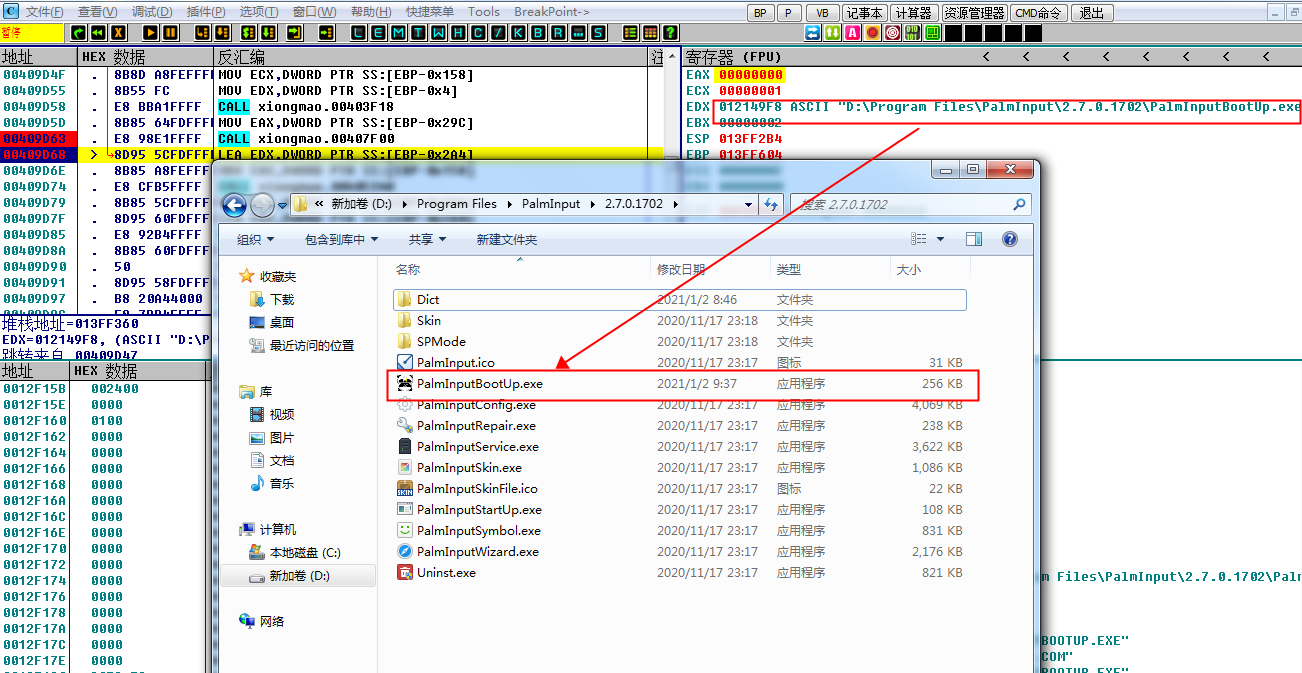 文件(F) 查看(V) 调试(D) 插件(P) 选项(T) 窗口(W) 帮助(H) 快捷菜单 Tools BreakPoint-> BP P VB 记事本 计算器 资源管理器 CMD命令 退出
暂停 L E M T W H C / K B R ... S ?
地址 HEX 数据 反汇编 注 寄存器 (FPU) < < < < < < < <
00409D4F . 8B8D A8FEFFFF MOV ECX,DWORD PTR SS:[EBP-0x158] EAX 00000000
00409D55 . 8B55 FC MOV EDX,DWORD PTR SS:[EBP-0x4] ECX 00000001
00409D58 . E8 BBA1FFFF CALL xiongmao.00403F18 EDX 012149F8 ASCII "D:\Program Files\PalmInput\2.7.0.1702\PalmInputBootUp.exe
00409D5D . 8B85 64FDFFFF MOV EAX,DWORD PTR SS:[EBP-0x29C] EBX 00000002
00409D63 . E8 98E1FFFF CALL xiongmao.00407F00 ESP 013FF2B4
00409D68 > 8D95 5CFDFFFF LEA EDX,DWORD PTR SS:[EBP-0x2A4] EBP 013FF604
00409D6E . 8B85 A8FEFF
00409D74 . E8 CFB5FFFF
00409D79 . 8B85 5CFDFF
00409D7F . 8D95 60FDFF
00409D85 . E8 92B4FFFF
00409D8A . 8B85 60FDFF
00409D90 . 50
00409D91 . 8D95 58FDFF
00409D97 . B8 20A44000
堆栈地址=013FF360
EDX=012149F8, (ASCII "D:\P
跳转来自 00409D47
地址 HEX 数据
0012F15B 002400
0012F15E 0000
0012F160 0100
0012F162 0000
0012F164 0000
0012F166 0000
0012F168 0000
0012F16A 0000
0012F16C 0000
0012F16E 0000
0012F170 0000
0012F172 0000
0012F174 0000
0012F176 0000
0012F178 0000
0012F17A 0000
0012F17C 0000
0012F17E 0000
« 新加卷 (D:) Program Files PalmInput 2.7.0.1702 搜索 2.7.0.1702
组织 包含到库中 共享 新建文件夹
收藏夹
下载
桌面
最近访问的位置
库
视频
图片
文档
音乐
计算机
本地磁盘 (C:)
新加卷 (D:)
网络
名称 修改日期 类型 大小
Dict 2021/1/2 8:46 文件夹
Skin 2020/11/17 23:18 文件夹
SPMode 2020/11/17 23:18 文件夹
PalmInput.ico 2020/11/17 23:17 图标 31 KB
PalmInputBootUp.exe 2021/1/2 9:37 应用程序 256 KB
PalmInputConfig.exe 2020/11/17 23:17 应用程序 4,069 KB
PalmInputRepair.exe 2020/11/17 23:17 应用程序 238 KB
PalmInputService.exe 2020/11/17 23:17 应用程序 3,622 KB
PalmInputSkin.exe 2020/11/17 23:17 应用程序 1,086 KB
PalmInputSkinFile.ico 2020/11/17 23:17 图标 22 KB
PalmInputStartUp.exe 2020/11/17 23:17 应用程序 108 KB
PalmInputSymbol.exe 2020/11/17 23:17 应用程序 831 KB
PalmInputWizard.exe 2020/11/17 23:17 应用程序 2,176 KB
Uninst.exe 2020/11/17 23:17 应用程序 821 KB
m Files\PalmInput\2.7.0.1702\Palm
BOOTUP.EXE"
COM"
BOOTUP.EXE"